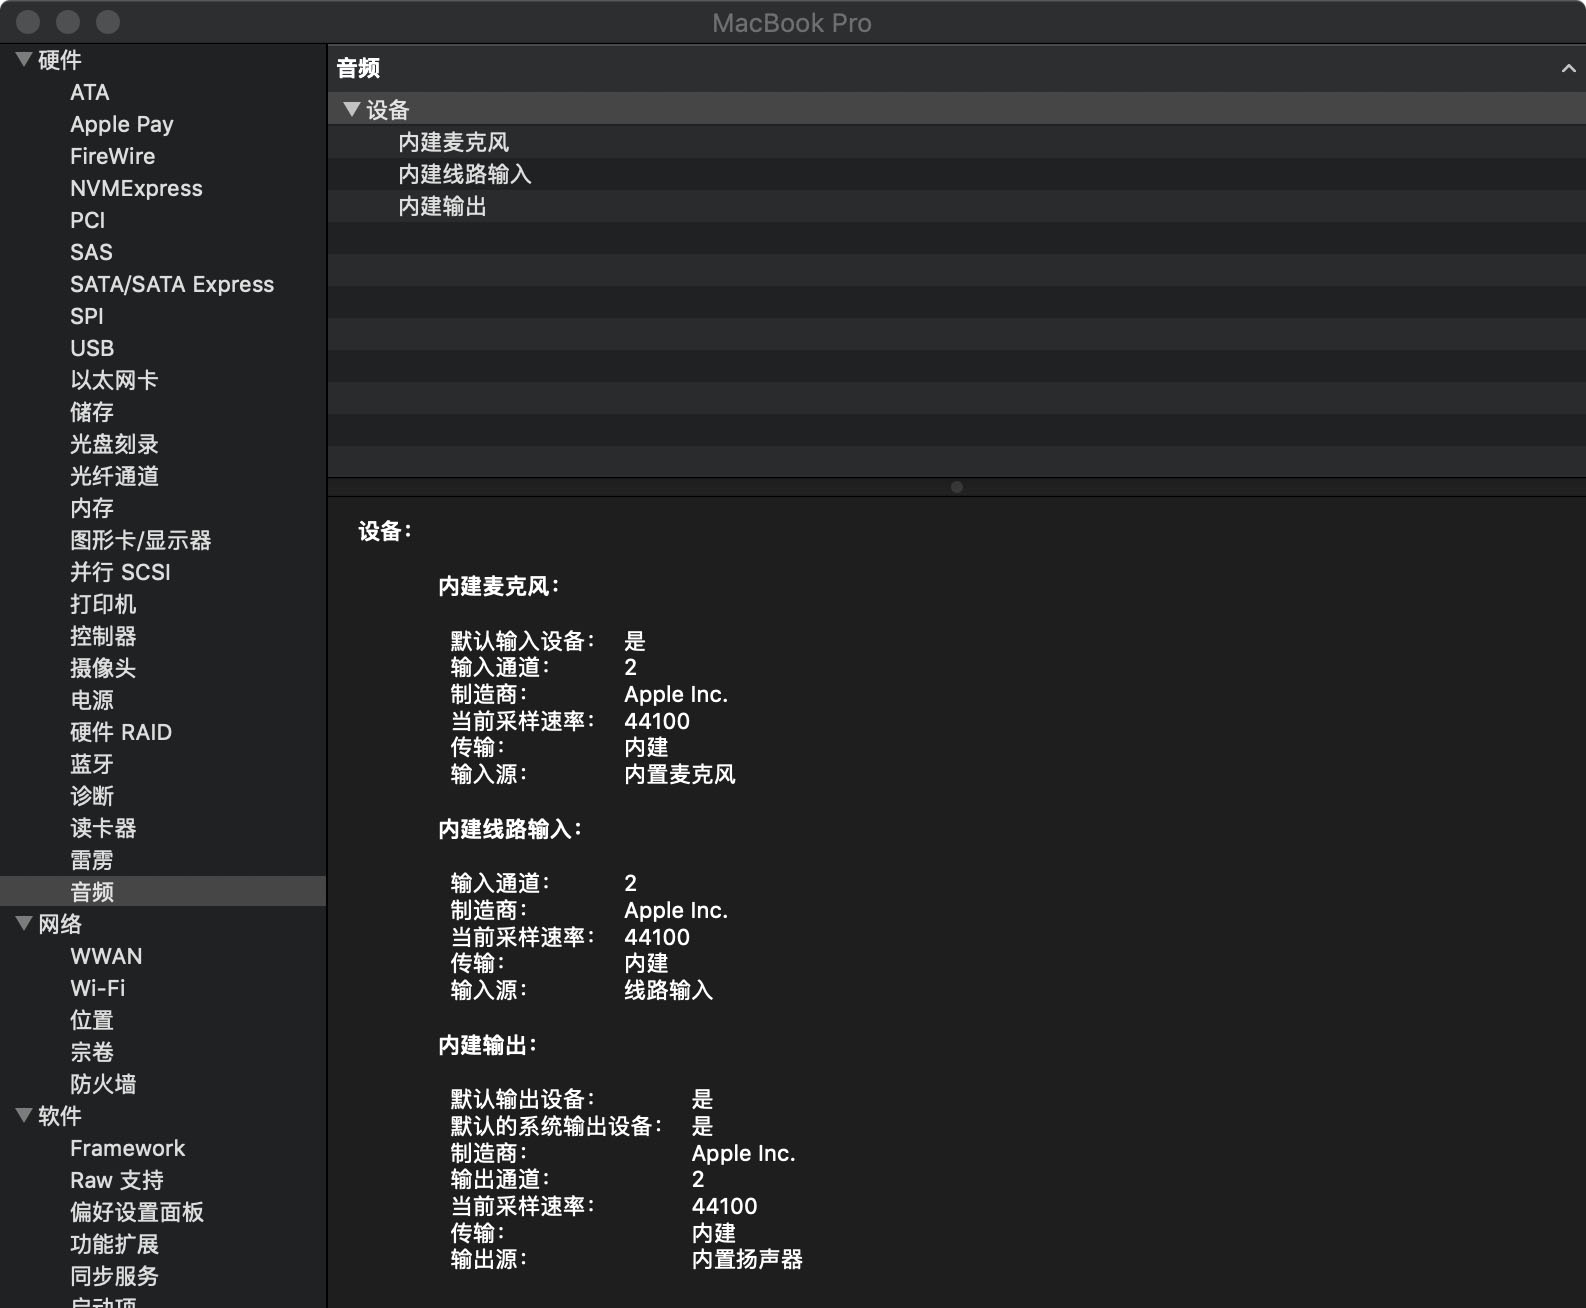 MacBook Pro
硬件
ATA
Apple Pay
FireWire
NVMExpress
PCI
SAS
SATA/SATA Express
SPI
USB
以太网卡
储存
光盘刻录
光纤通道
内存
图形卡/显示器
并行 SCSI
打印机
控制器
摄像头
电源
硬件 RAID
蓝牙
诊断
读卡器
雷雳
音频
网络
WWAN
Wi-Fi
位置
宗卷
防火墙
软件
Framework
Raw 支持
偏好设置面板
功能扩展
同步服务
启动项
音频
设备
内建麦克风
内建线路输入
内建输出
设备：
内建麦克风：
默认输入设备： 是
输入通道： 2
制造商： Apple Inc.
当前采样速率： 44100
传输： 内建
输入源： 内置麦克风
内建线路输入：
输入通道： 2
制造商： Apple Inc.
当前采样速率： 44100
传输： 内建
输入源： 线路输入
内建输出：
默认输出设备： 是
默认的系统输出设备： 是
制造商： Apple Inc.
输出通道： 2
当前采样速率： 44100
传输： 内建
输出源： 内置扬声器